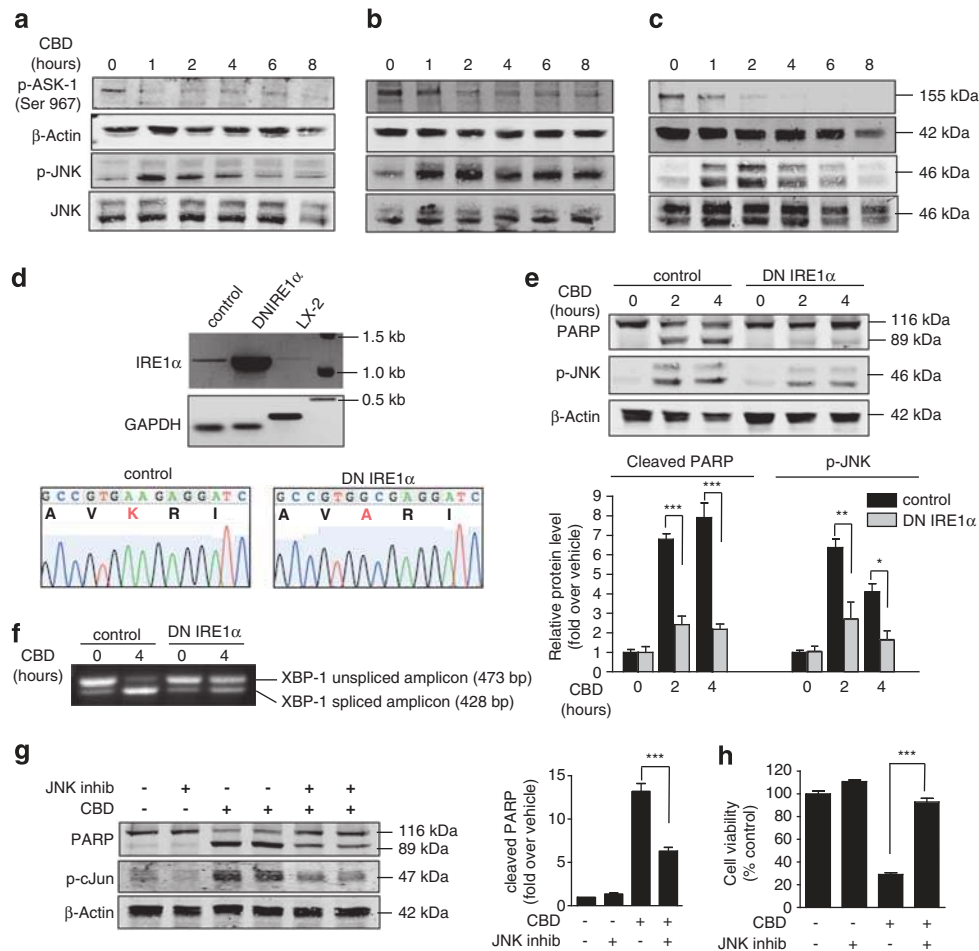 a
b
c
CBD
(hours)
0 1 2 4 6 8
0 1 2 4 6 8
0 1 2 4 6 8
p-ASK-1
(Ser 967)
155 kDa
β-Actin
42 kDa
p-JNK
46 kDa
JNK
46 kDa
d
control
DNIRE1α
LX-2
IRE1α
1.5 kb
1.0 kb
0.5 kb
GAPDH
control
DN IRE1α
G C C G T G A A G A G G A T C
A V K R I
G C C G T G G C G A G G A T C
A V A R I
e
control
DN IRE1α
CBD
(hours)
0 2 4 0 2 4
PARP
116 kDa
89 kDa
p-JNK
46 kDa
β-Actin
42 kDa
Cleaved PARP
p-JNK
Relative protein level
(fold over vehicle)
9
8
7
6
5
4
3
2
1
0
***
***
**
*
control
DN IRE1α
CBD
(hours)
0 2 4
0 2 4
f
control
DN IRE1α
CBD
(hours)
0 4 0 4
XBP-1 unspliced amplicon (473 bp)
XBP-1 spliced amplicon (428 bp)
g
JNK inhib - + - - + +
CBD - - + + + +
PARP
116 kDa
89 kDa
p-cJun
47 kDa
β-Actin
42 kDa
cleaved PARP
(fold over vehicle)
15
10
5
0
***
CBD - - + +
JNK inhib - + - +
h
Cell viability
(% control)
120
100
80
60
40
20
0
***
CBD - - + +
JNK inhib - + - +